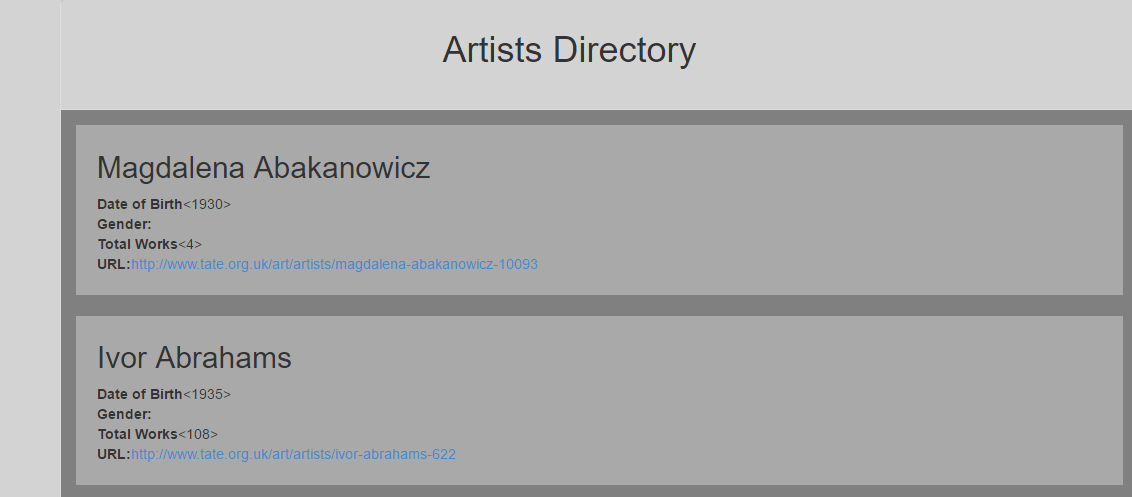 Artists Directory
Magdalena Abakanowicz
Date of Birth<1930>
Gender:
Total Works<4>
URL:http://www.tate.org.uk/art/artists/magdalena-abakanowicz-10093
Ivor Abrahams
Date of Birth<1935>
Gender:
Total Works<108>
URL:http://www.tate.org.uk/art/artists/ivor-abrahams-622